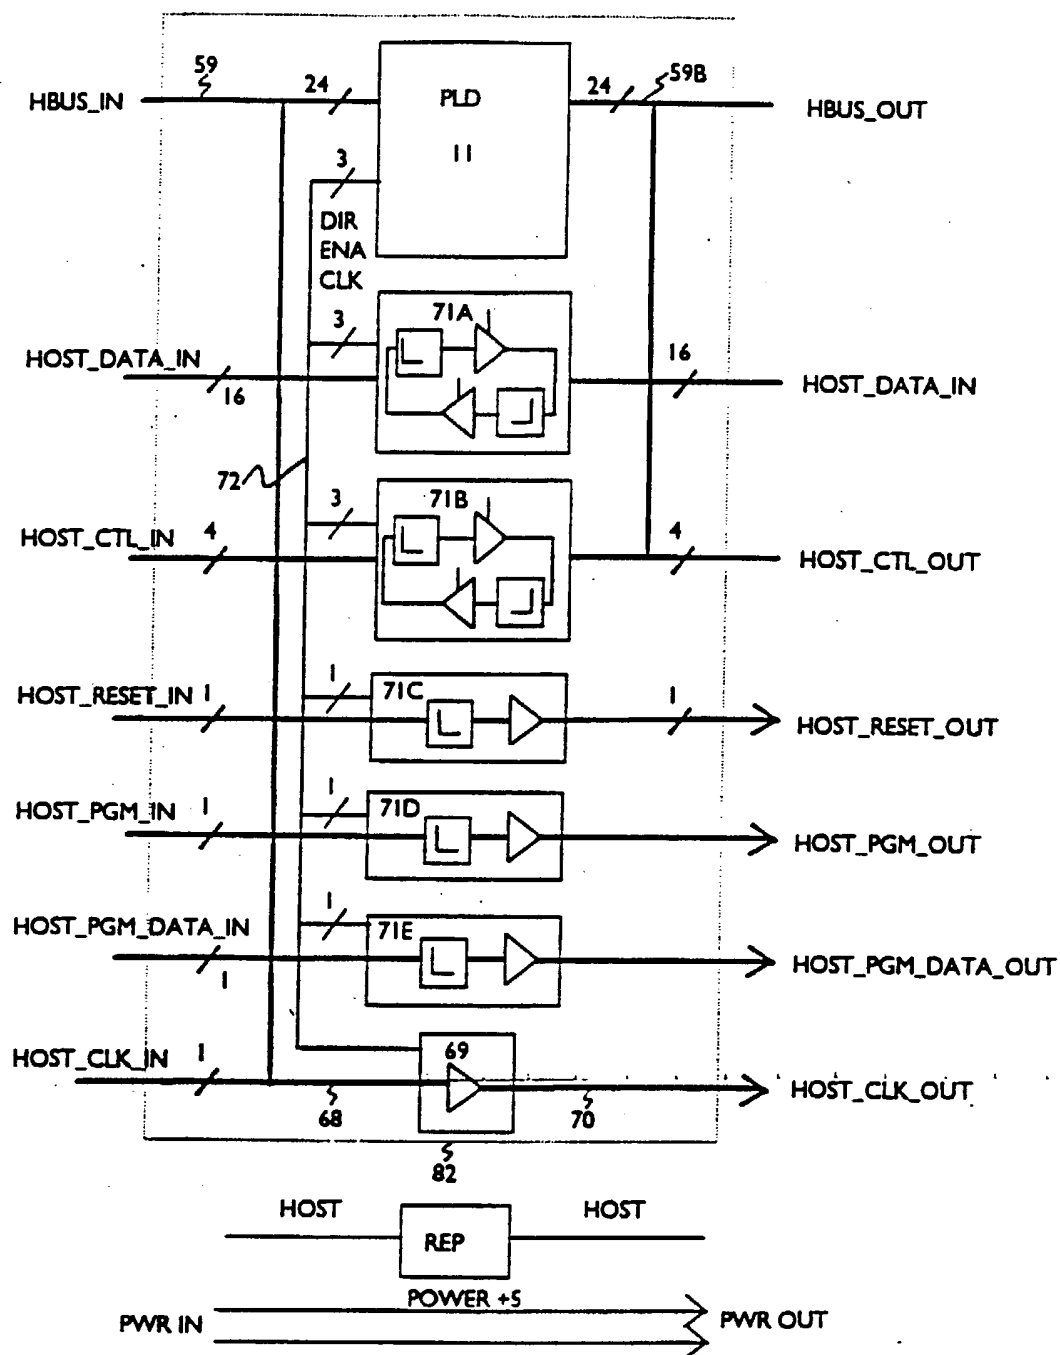 59
24
PLD
24
59B
HBUS_IN
HBUS_OUT
11
3
DIR
ENA
CLK
71A
3
HOST_DATA_IN
16
16
HOST_DATA_IN
72
3
71B
HOST_CTL_IN
4
4
HOST_CTL_OUT
HOST_RESET_IN
1
1
71C
1
HOST_RESET_OUT
HOST_PGM_IN
1
1
71D
HOST_PGM_OUT
HOST_PGM_DATA_IN
1
1
71E
HOST_PGM_DATA_OUT
HOST_CLK_IN
1
69
HOST_CLK_OUT
68
70
82
HOST
HOST
REP
POWER +5
PWR IN
PWR OUT